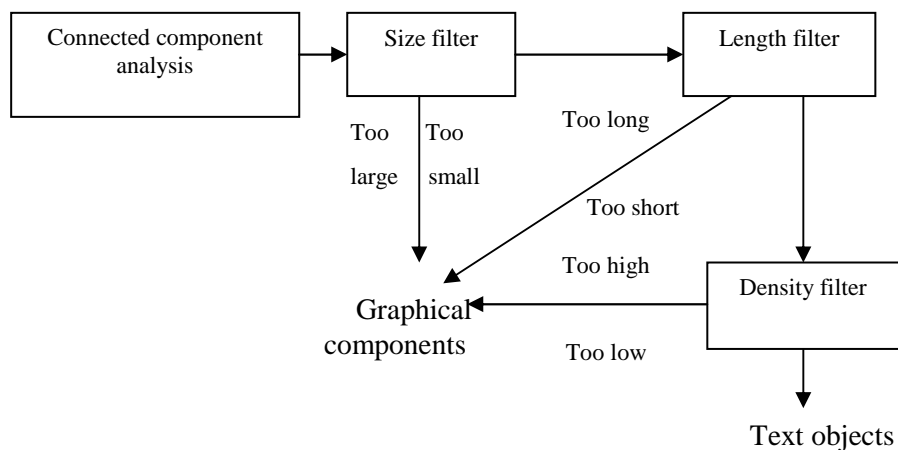 Connected component
analysis
Size filter
Length filter
Too
large
Too
small
Too long
Too short
Too high
Density filter
Graphical
components
Too low
Text objects